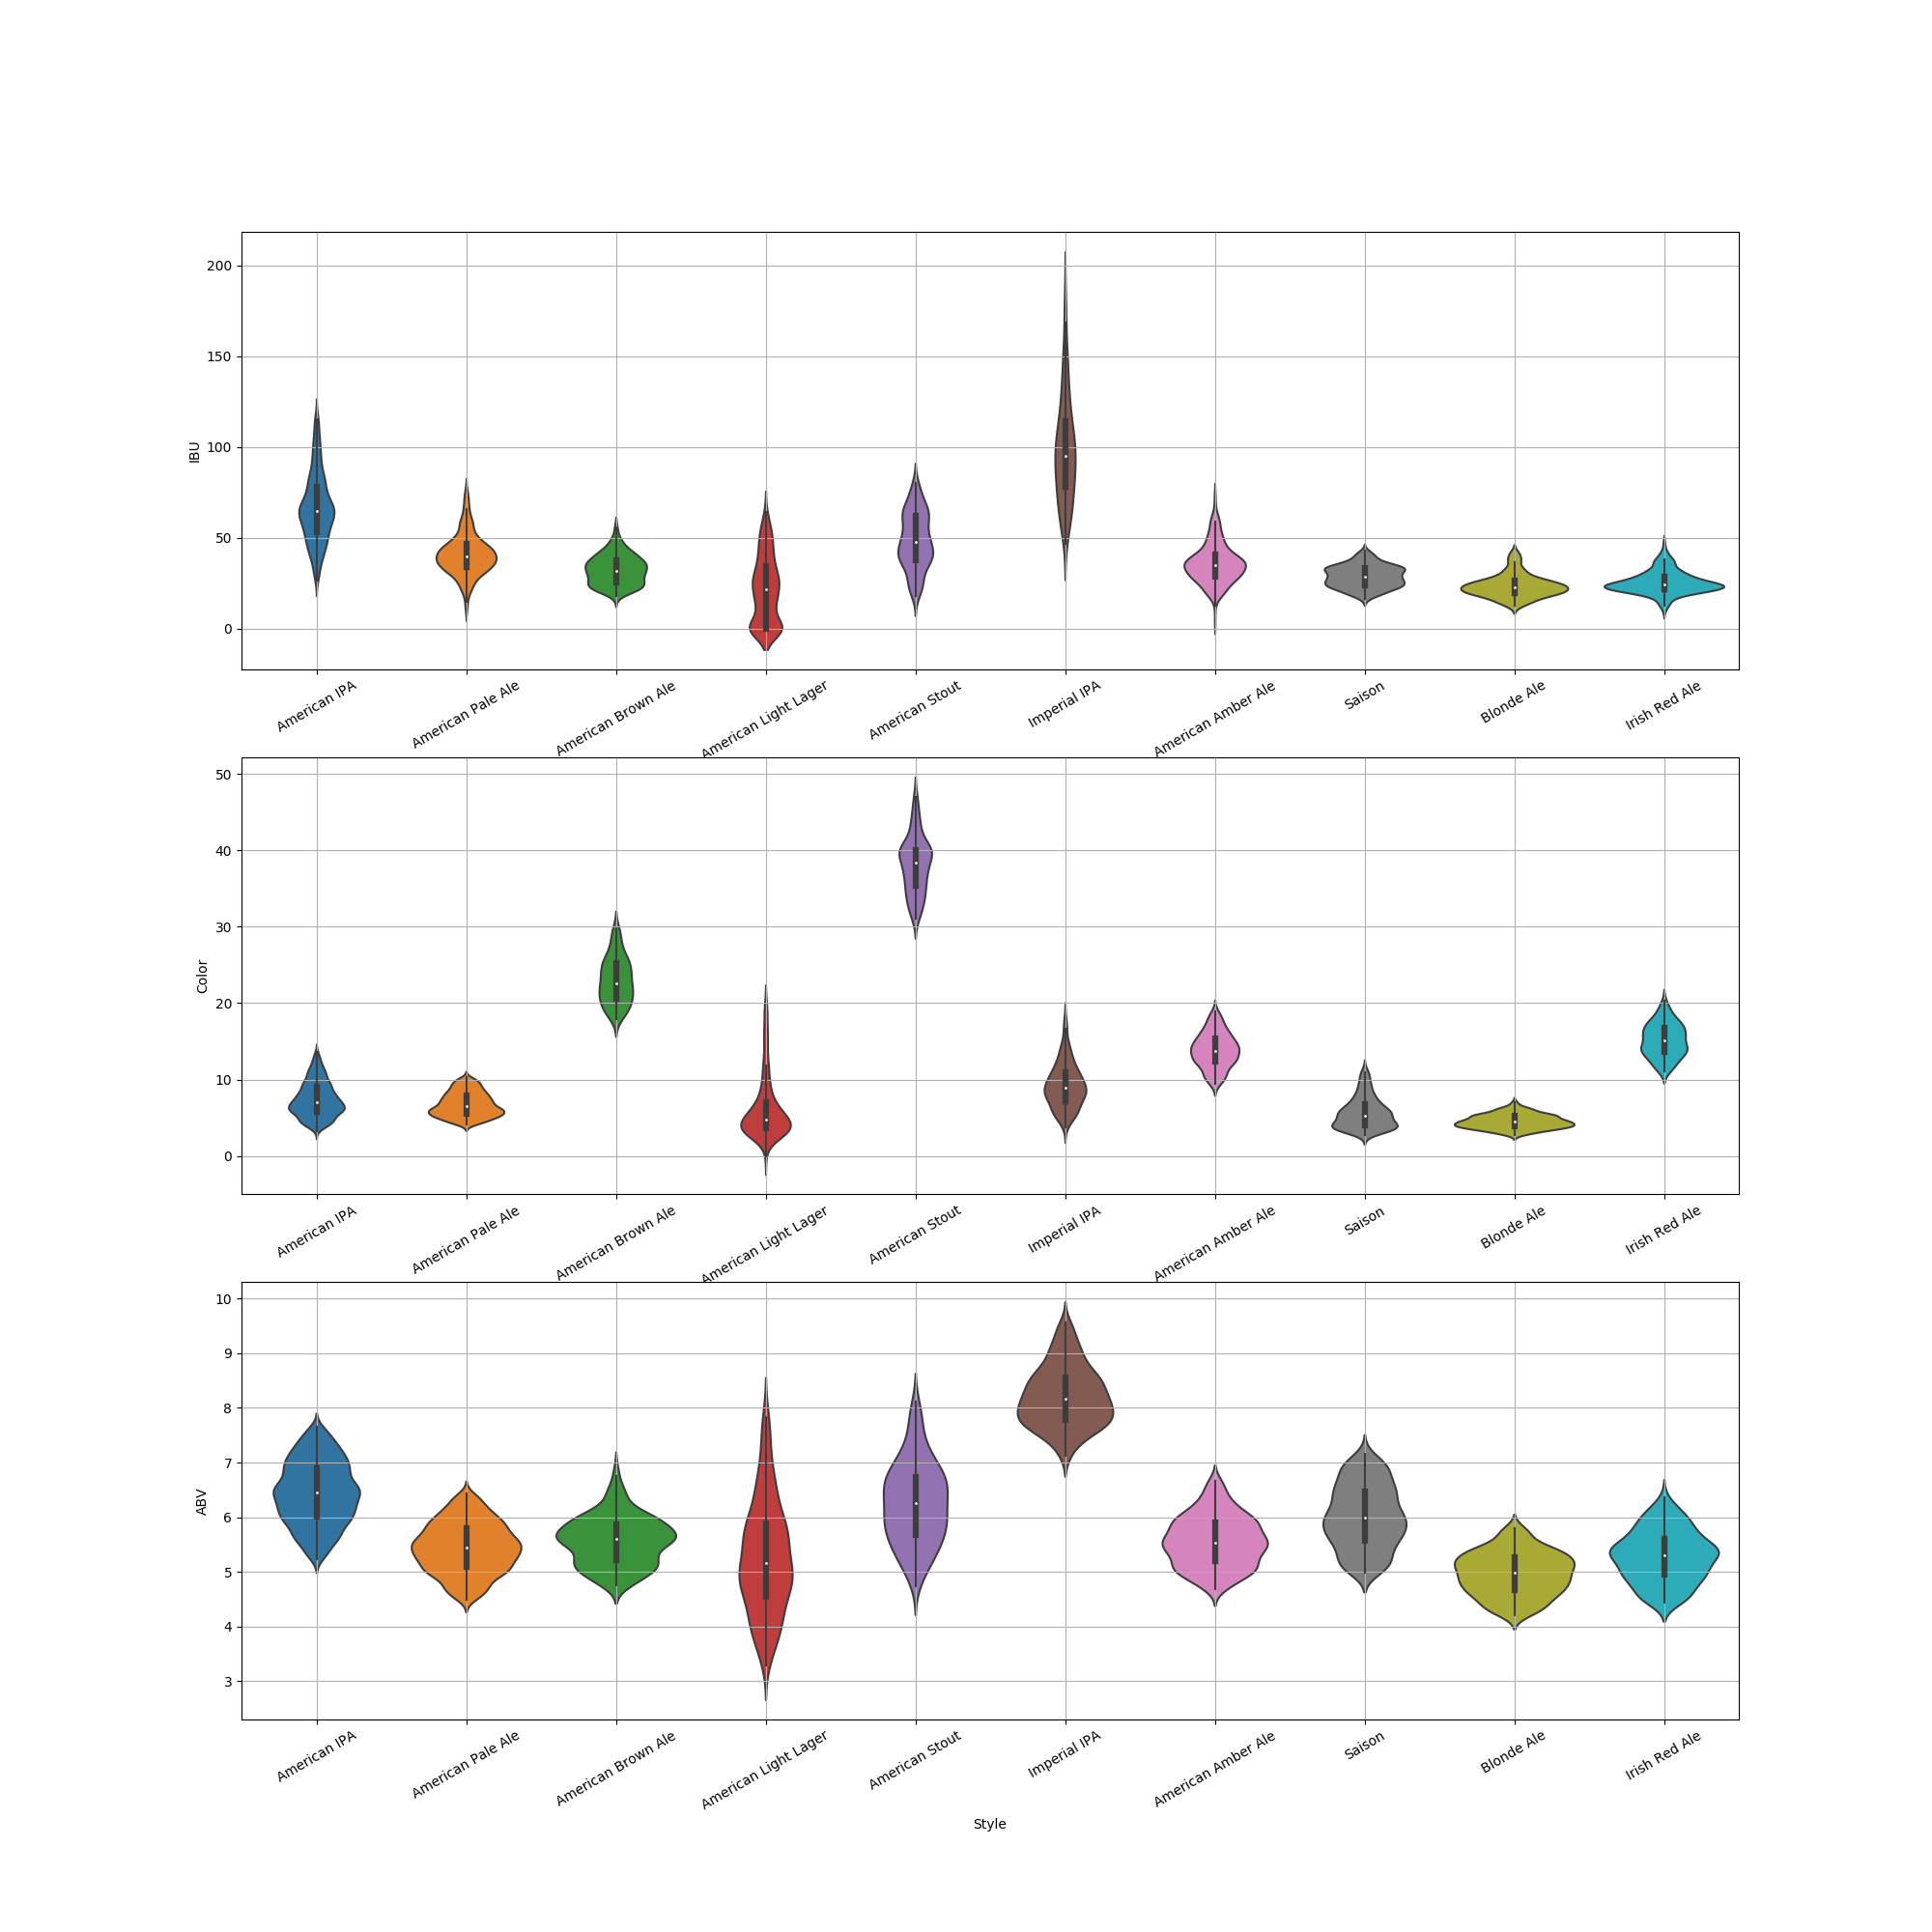 IBU
200
150
100
50
0
American IPA
American Pale Ale
American Brown Ale
American Light Lager
American Stout
Imperial IPA
American Amber Ale
Saison
Blonde Ale
Irish Red Ale
Color
50
40
30
20
10
0
American IPA
American Pale Ale
American Brown Ale
American Light Lager
American Stout
Imperial IPA
American Amber Ale
Saison
Blonde Ale
Irish Red Ale
ABV
10
9
8
7
6
5
4
3
American IPA
American Pale Ale
American Brown Ale
American Light Lager
American Stout
Imperial IPA
American Amber Ale
Saison
Blonde Ale
Irish Red Ale
Style